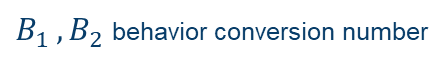 B₁ , B₂ behavior conversion number